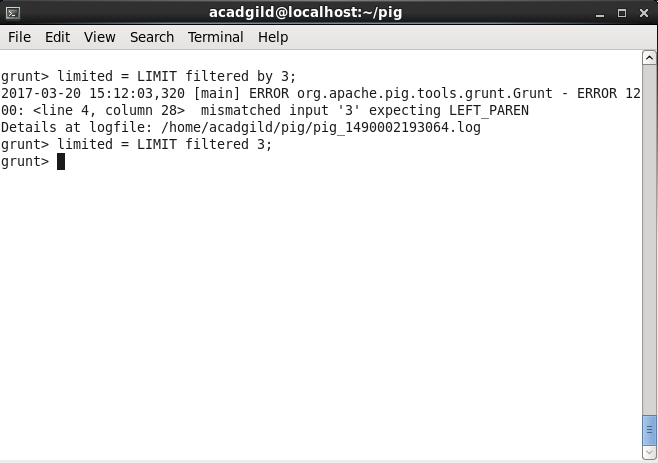 acadgild@localhost:~/pig
File Edit View Search Terminal Help
grunt> limited = LIMIT filtered by 3;
2017-03-20 15:12:03,320 [main] ERROR org.apache.pig.tools.grunt.Grunt - ERROR 12
00: <line 4, column 28>  mismatched input '3' expecting LEFT_PAREN
Details at logfile: /home/acadgild/pig/pig_1490002193064.log
grunt> limited = LIMIT filtered 3;
grunt>